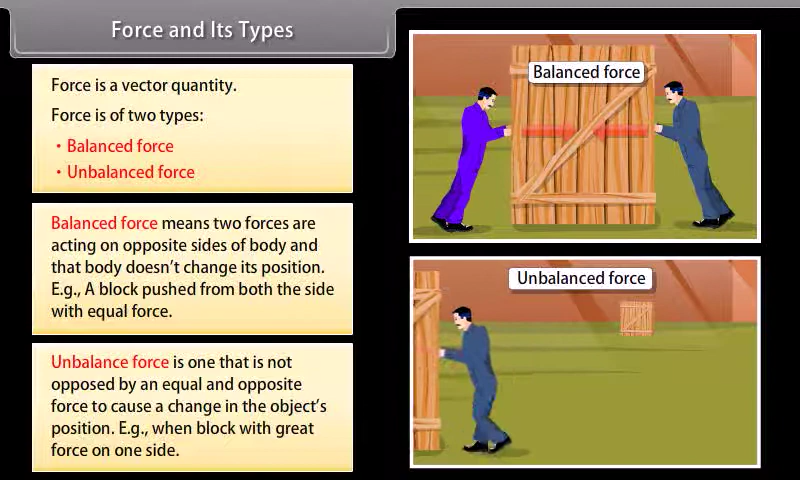 Force and Its Types
Force is a vector quantity.
Force is of two types:
• Balanced force
• Unbalanced force
Balanced force means two forces are
acting on opposite sides of body and
that body doesn't change its position.
E.g., A block pushed from both the side
with equal force.
Unbalance force is one that is not
opposed by an equal and opposite
force to cause a change in the object's
position. E.g., when block with great
force on one side.
Balanced force
Unbalanced force